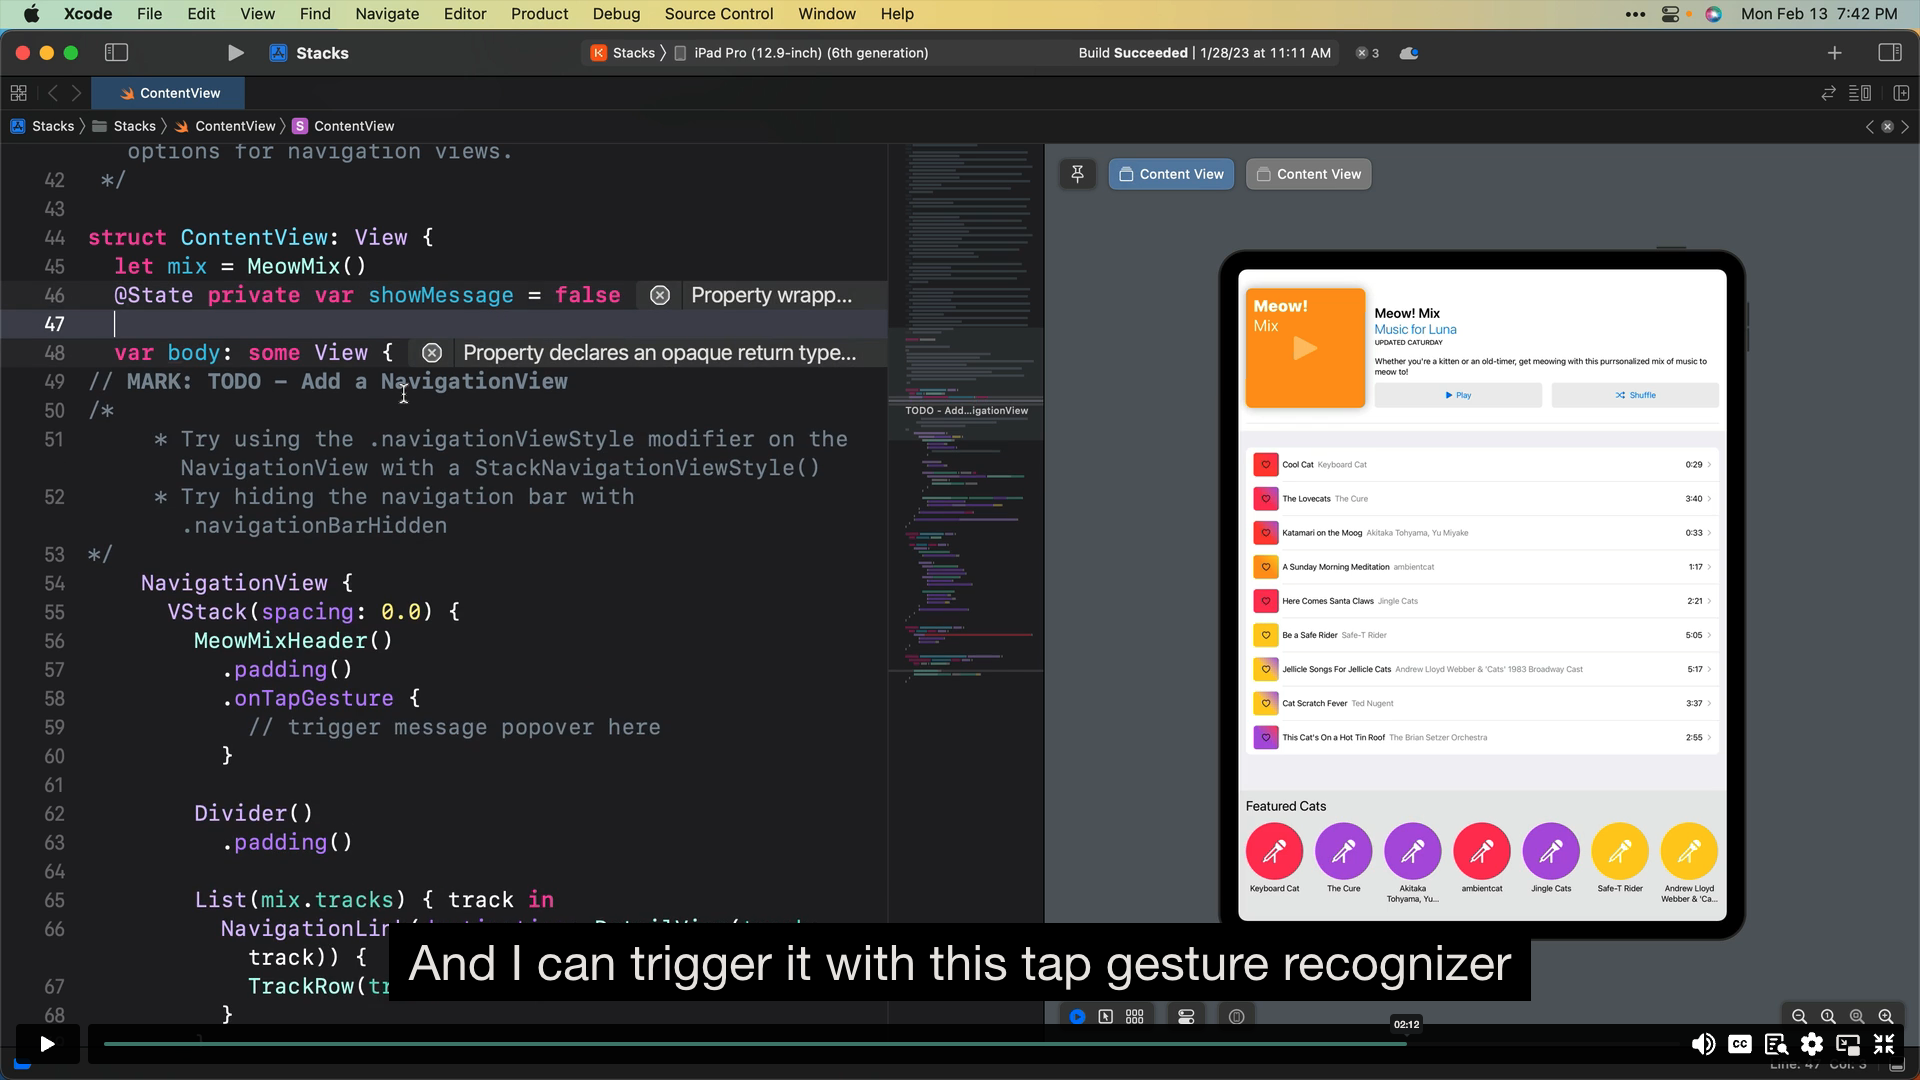 Xcode File Edit View Find Navigate Editor Product Debug Source Control Window Help
Mon Feb 13 7:42 PM
Stacks
Stacks 〉 iPad Pro (12.9-inch) (6th generation)
Build Succeeded | 1/28/23 at 11:11 AM
3
ContentView
Stacks 〉 Stacks 〉 ContentView 〉 S ContentView
options for navigation views.
42 */
43
44 struct ContentView: View {
45 let mix = MeowMix()
46 @State private var showMessage = false Property wrapp...
47
48 var body: some View { Property declares an opaque return type...
49 // MARK: TODO – Add a NavigationView
50 /*
51 * Try using the .navigationViewStyle modifier on the
NavigationView with a StackNavigationViewStyle()
52 * Try hiding the navigation bar with
.navigationBarHidden
53 */
54 NavigationView {
55 VStack(spacing: 0.0) {
56 MeowMixHeader()
57 .padding()
58 .onTapGesture {
59 // trigger message popover here
60 }
61
62 Divider()
63 .padding()
64
65 List(mix.tracks) { track in
66
track)) {
67
68 }
TODO - Add...igationView
Content View
Content View
Meow!
Mix
Meow! Mix
Music for Luna
UPDATED CATURDAY
Whether you're a kitten or an old-timer, get meowing with this purrsonalized mix of music to
meow to!
Play
Shuffle
Cool Cat Keyboard Cat 0:29
The Lovecats The Cure 3:40
Katamari on the Moog Akitaka Tohyama, Yu Miyake 0:33
A Sunday Morning Meditation ambientcat 1:17
Here Comes Santa Claws Jingle Cats 2:21
Be a Safe Rider Safe-T Rider 5:05
Jellicle Songs For Jellicle Cats Andrew Lloyd Webber & 'Cats' 1983 Broadway Cast 5:17
Cat Scratch Fever Ted Nugent 3:37
This Cat's On a Hot Tin Roof The Brian Setzer Orchestra 2:55
Featured Cats
Keyboard Cat
The Cure
Akitaka
Tohyama, Yu...
ambientcat
Jingle Cats
Safe-T Rider
Andrew Lloyd
Webber & 'Ca...
And I can trigger it with this tap gesture recognizer
02:12
CC